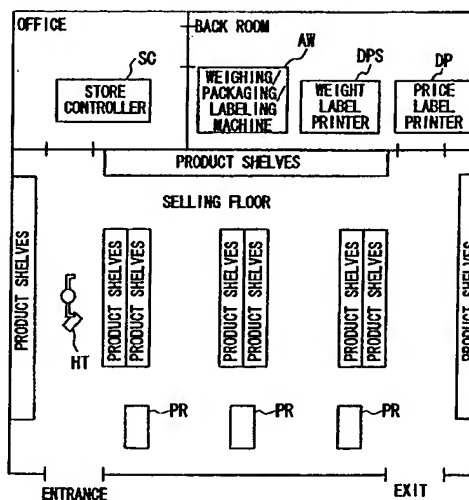 OFFICE
BACK ROOM
SC
AW
DPS
DP
STORE
CONTROLLER
WEIGHING/
PACKAGING/
LABELING
MACHINE
WEIGHT
LABEL
PRINTER
PRICE
LABEL
PRINTER
PRODUCT SHELVES
SELLING FLOOR
PRODUCT SHELVES
PRODUCT SHELVES
PRODUCT SHELVES
PRODUCT SHELVES
PRODUCT SHELVES
PRODUCT SHELVES
PRODUCT SHELVES
PRODUCT SHELVES
HT
PR
PR
PR
ENTRANCE
EXIT